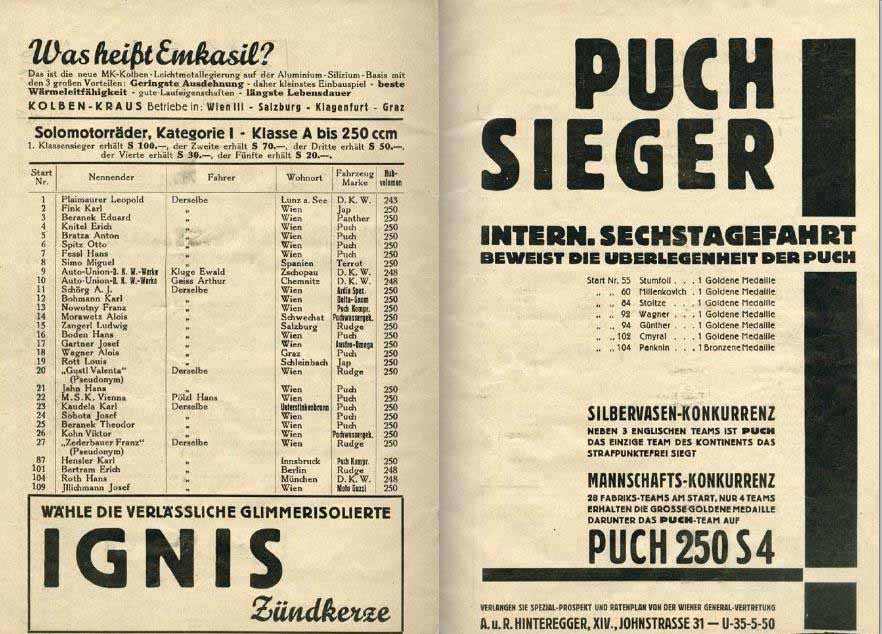 Was heißt Emkasil?
Das ist die neue MK-Kolben-Leichtmetallegierung auf der Aluminium-Silizium-Basis mit
den 3 großen Vorteilen: Geringste Ausdehnung - daher kleinstes Einbauspiel - beste
Wärmeleitfähigkeit - gute Laufeigenschaften - längste Lebensdauer
KOLBEN-KRAUS Betriebe in: Wien III - Salzburg - Klagenfurt - Graz
Solomotorräder, Kategorie I - Klasse A bis 250 ccm
1. Klassensieger erhält S 100.—, der Zweite erhält S 70.—, der Dritte erhält S 50.—,
der Vierte erhält S 30.—, der Fünfte erhält S 20.—.
Start Nr. Nennender Fahrer Wohnort Fahrzeug Marke Hub-volumen
1 Plaimaurer Leopold Derselbe Lunz a. See D. K. W. 243
2 Fink Karl „ Wien Jap 250
3 Beranek Eduard „ Wien Panther 250
4 Knitel Erich „ Wien Puch 250
5 Bratza Anton „ Wien Puch 250
6 Spitz Otto „ Wien Puch 250
7 Fessl Hans „ Wien Puch 250
8 Simo Miguel „ Spanien Terrot 250
9 Auto-Union-D. K. W.-Werke Kluge Ewald Zschopau D. K. W. 248
10 Auto-Union-D. K. W.-Werke Geiss Arthur Chemnitz D. K. W. 248
11 Schörg A. J. Derselbe Wien Ardie Spez. 250
12 Bohmann Karl „ Wien Delta-Gnom 250
13 Nowotny Franz „ Wien Puch Kompr. 250
14 Morawetz Alois „ Schwechat Puchwassergek. 250
15 Zangerl Ludwig „ Salzburg Rudge 250
16 Boden Hans „ Wien Puch 250
17 Gartner Josef „ Wien Austro-Omega 250
18 Wagner Alois „ Graz Puch 250
19 Rott Louis „ Schleinbach Jap 250
20 „Gustl Valenta“ Derselbe Wien Rudge 250
(Pseudonym)
21 Jahn Hans „ Wien Puch 250
22 M.S.K. Vienna Pölzl Hans Wien Puch 250
23 Kaudela Karl Derselbe Unterstinkenbrunn Puch 250
24 Sobota Josef „ Wien Puch 250
25 Beranek Theodor „ Wien Puch 250
26 Kohn Viktor „ Wien Puchwassergek. 250
27 „Zederbauer Franz“ Derselbe Wien Rudge 250
(Pseudonym)
87 Hensler Karl „ Innsbruck Puch Kompr. 250
101 Bertram Erich „ Berlin Rudge 248
104 Roth Hans „ München D. K. W. 248
109 Jllichmann Josef „ Wien Moto Guzzi 250
WÄHLE DIE VERLÄSSLICHE GLIMMERISOLIERTE
IGNIS
Zündkerze
PUCH
SIEGER
INTERN. SECHSTAGEFAHRT
BEWEIST DIE UBERLEGENHEIT DER PUCH
Start Nr. 55 Stumfoll . . . 1 Goldene Medaille
„ „ 60 Millenkovich . 1 Goldene Medaille
„ „ 84 Stoitze . . . 1 Goldene Medaille
„ „ 92 Wagner . . . 1 Goldene Medaille
„ „ 94 Günther . . . 1 Goldene Medaille
„ „ 102 Cmyral . . . 1 Goldene Medaille
„ „ 104 Panknin . . . 1 Bronzene Medaille
SILBERVASEN-KONKURRENZ
NEBEN 3 ENGLISCHEN TEAMS IST PUCH
DAS EINZIGE TEAM DES KONTINENTS DAS
STRAFPUNKTEFREI SIEGT
MANNSCHAFTS-KONKURRENZ
28 FABRIKS-TEAMS AM START, NUR 4 TEAMS
ERHALTEN DIE GROSSE GOLDENE MEDAILLE
DARUNTER DAS PUCH-TEAM AUF
PUCH 250 S 4
VERLANGEN SIE SPEZIAL-PROSPEKT UND RATENPLAN VON DER WIENER GENERAL-VERTRETUNG
A. u. R. HINTEREGGER, XIV., JOHNSTRASSE 31 — U-35-5-50